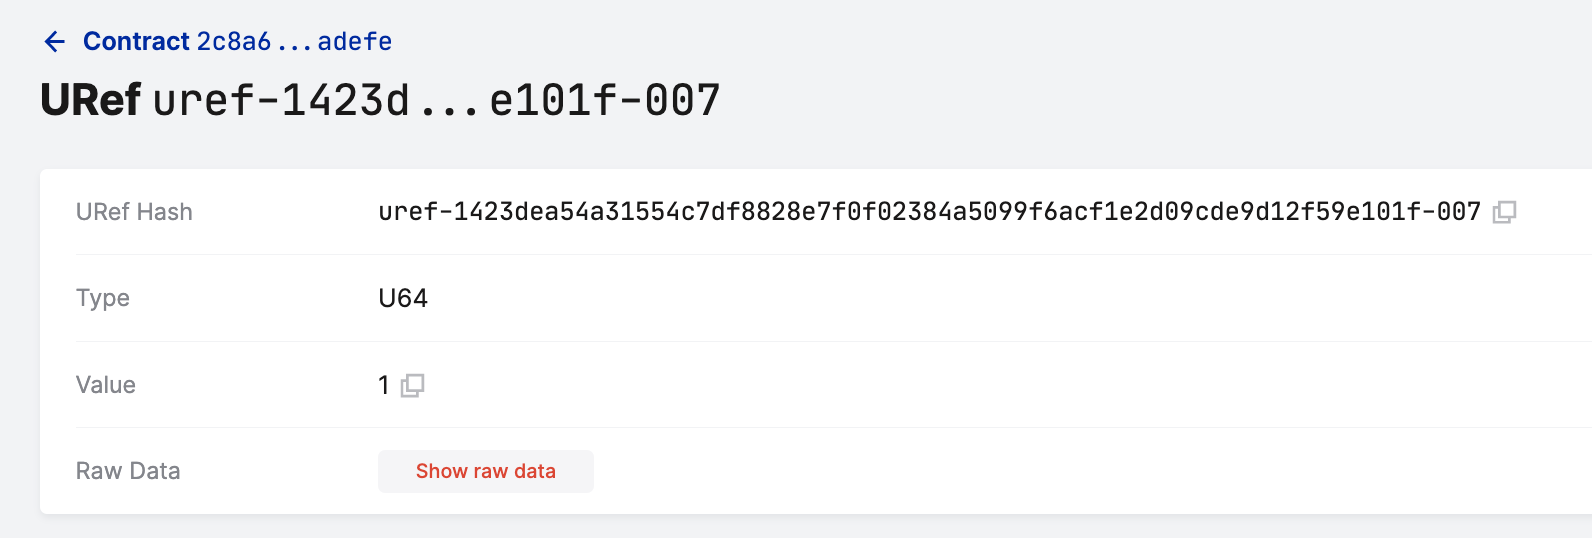 ← Contract 2c8a6...adefe
URef uref-1423d...e101f-007
URef Hash uref-1423dea54a31554c7df8828e7f0f02384a5099f6acf1e2d09cde9d12f59e101f-007
Type U64
Value 1
Raw Data Show raw data